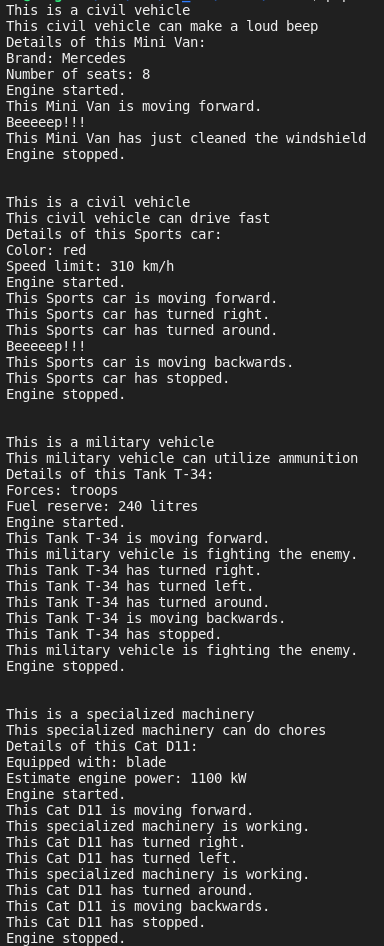 This is a civil vehicle
This civil vehicle can make a loud beep
Details of this Mini Van:
Brand: Mercedes
Number of seats: 8
Engine started.
This Mini Van is moving forward.
Beeeeep!!!
This Mini Van has just cleaned the windshield
Engine stopped.
This is a civil vehicle
This civil vehicle can drive fast
Details of this Sports car:
Color: red
Speed limit: 310 km/h
Engine started.
This Sports car is moving forward.
This Sports car has turned right.
This Sports car has turned around.
Beeeeep!!!
This Sports car is moving backwards.
This Sports car has stopped.
Engine stopped.
This is a military vehicle
This military vehicle can utilize ammunition
Details of this Tank T-34:
Forces: troops
Fuel reserve: 240 litres
Engine started.
This Tank T-34 is moving forward.
This military vehicle is fighting the enemy.
This Tank T-34 has turned right.
This Tank T-34 has turned left.
This Tank T-34 has turned around.
This Tank T-34 is moving backwards.
This Tank T-34 has stopped.
This military vehicle is fighting the enemy.
Engine stopped.
This is a specialized machinery
This specialized machinery can do chores
Details of this Cat D11:
Equipped with: blade
Estimate engine power: 1100 kW
Engine started.
This Cat D11 is moving forward.
This specialized machinery is working.
This Cat D11 has turned right.
This Cat D11 has turned left.
This specialized machinery is working.
This Cat D11 has turned around.
This Cat D11 is moving backwards.
This Cat D11 has stopped.
Engine stopped.